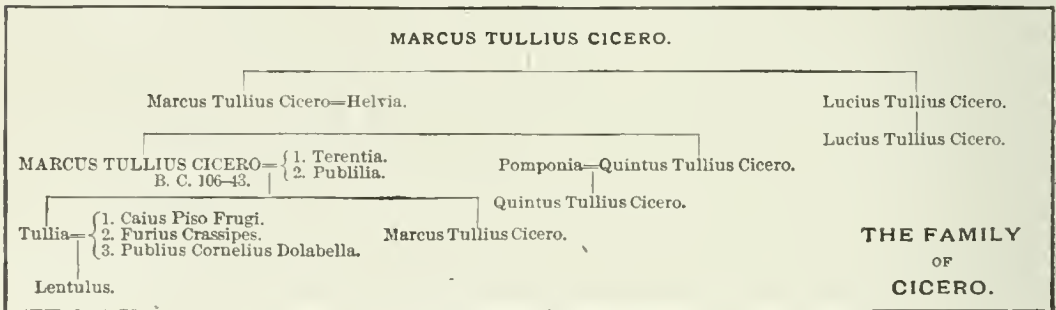 MARCUS TULLIUS CICERO.
Marcus Tullius Cicero=Helvia.
Lucius Tullius Cicero.
Lucius Tullius Cicero.
MARCUS TULLIUS CICERO= { 1. Terentia.
B. C. 106–43. { 2. Publilia.
Pomponia=Quintus Tullius Cicero.
Quintus Tullius Cicero.
{ 1. Caius Piso Frugi.
Tullia= { 2. Furius Crassipes.
{ 3. Publius Cornelius Dolabella.
Marcus Tullius Cicero.
Lentulus.
THE FAMILY
OF
CICERO.